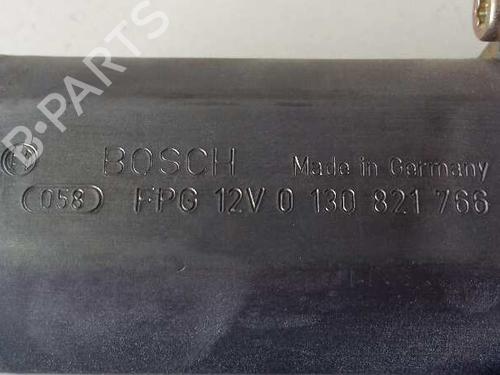 BOSCH Made in Germany
058 FPG 12V 0 130 821 766
B-PARTS